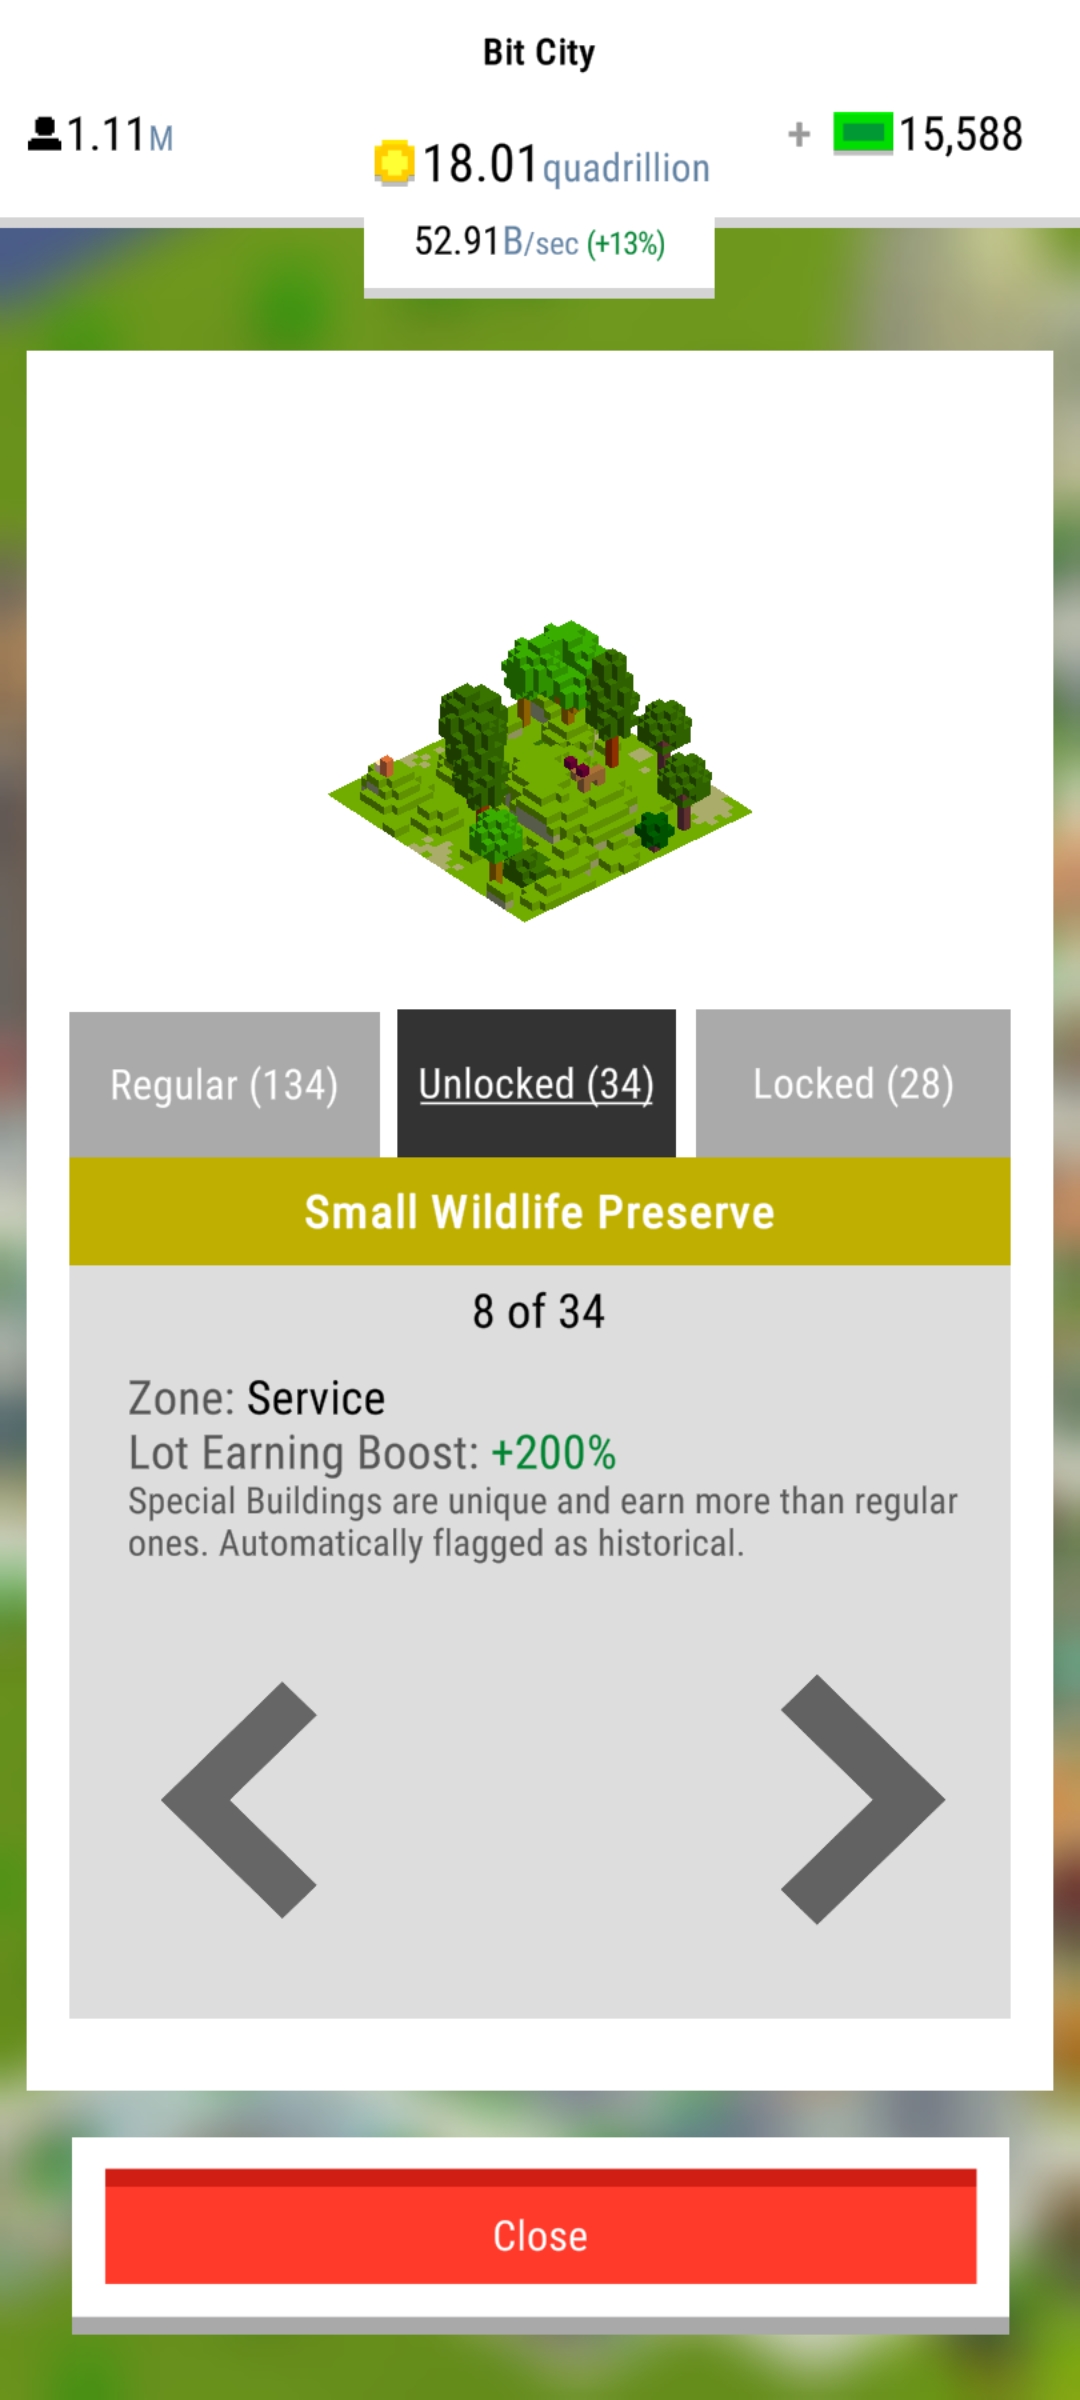 Bit City
1.11M
18.01quadrillion
+ 15,588
52.91B/sec (+13%)
Regular (134)
Unlocked (34)
Locked (28)
Small Wildlife Preserve
8 of 34
Zone: Service
Lot Earning Boost: +200%
Special Buildings are unique and earn more than regular
ones. Automatically flagged as historical.
Close